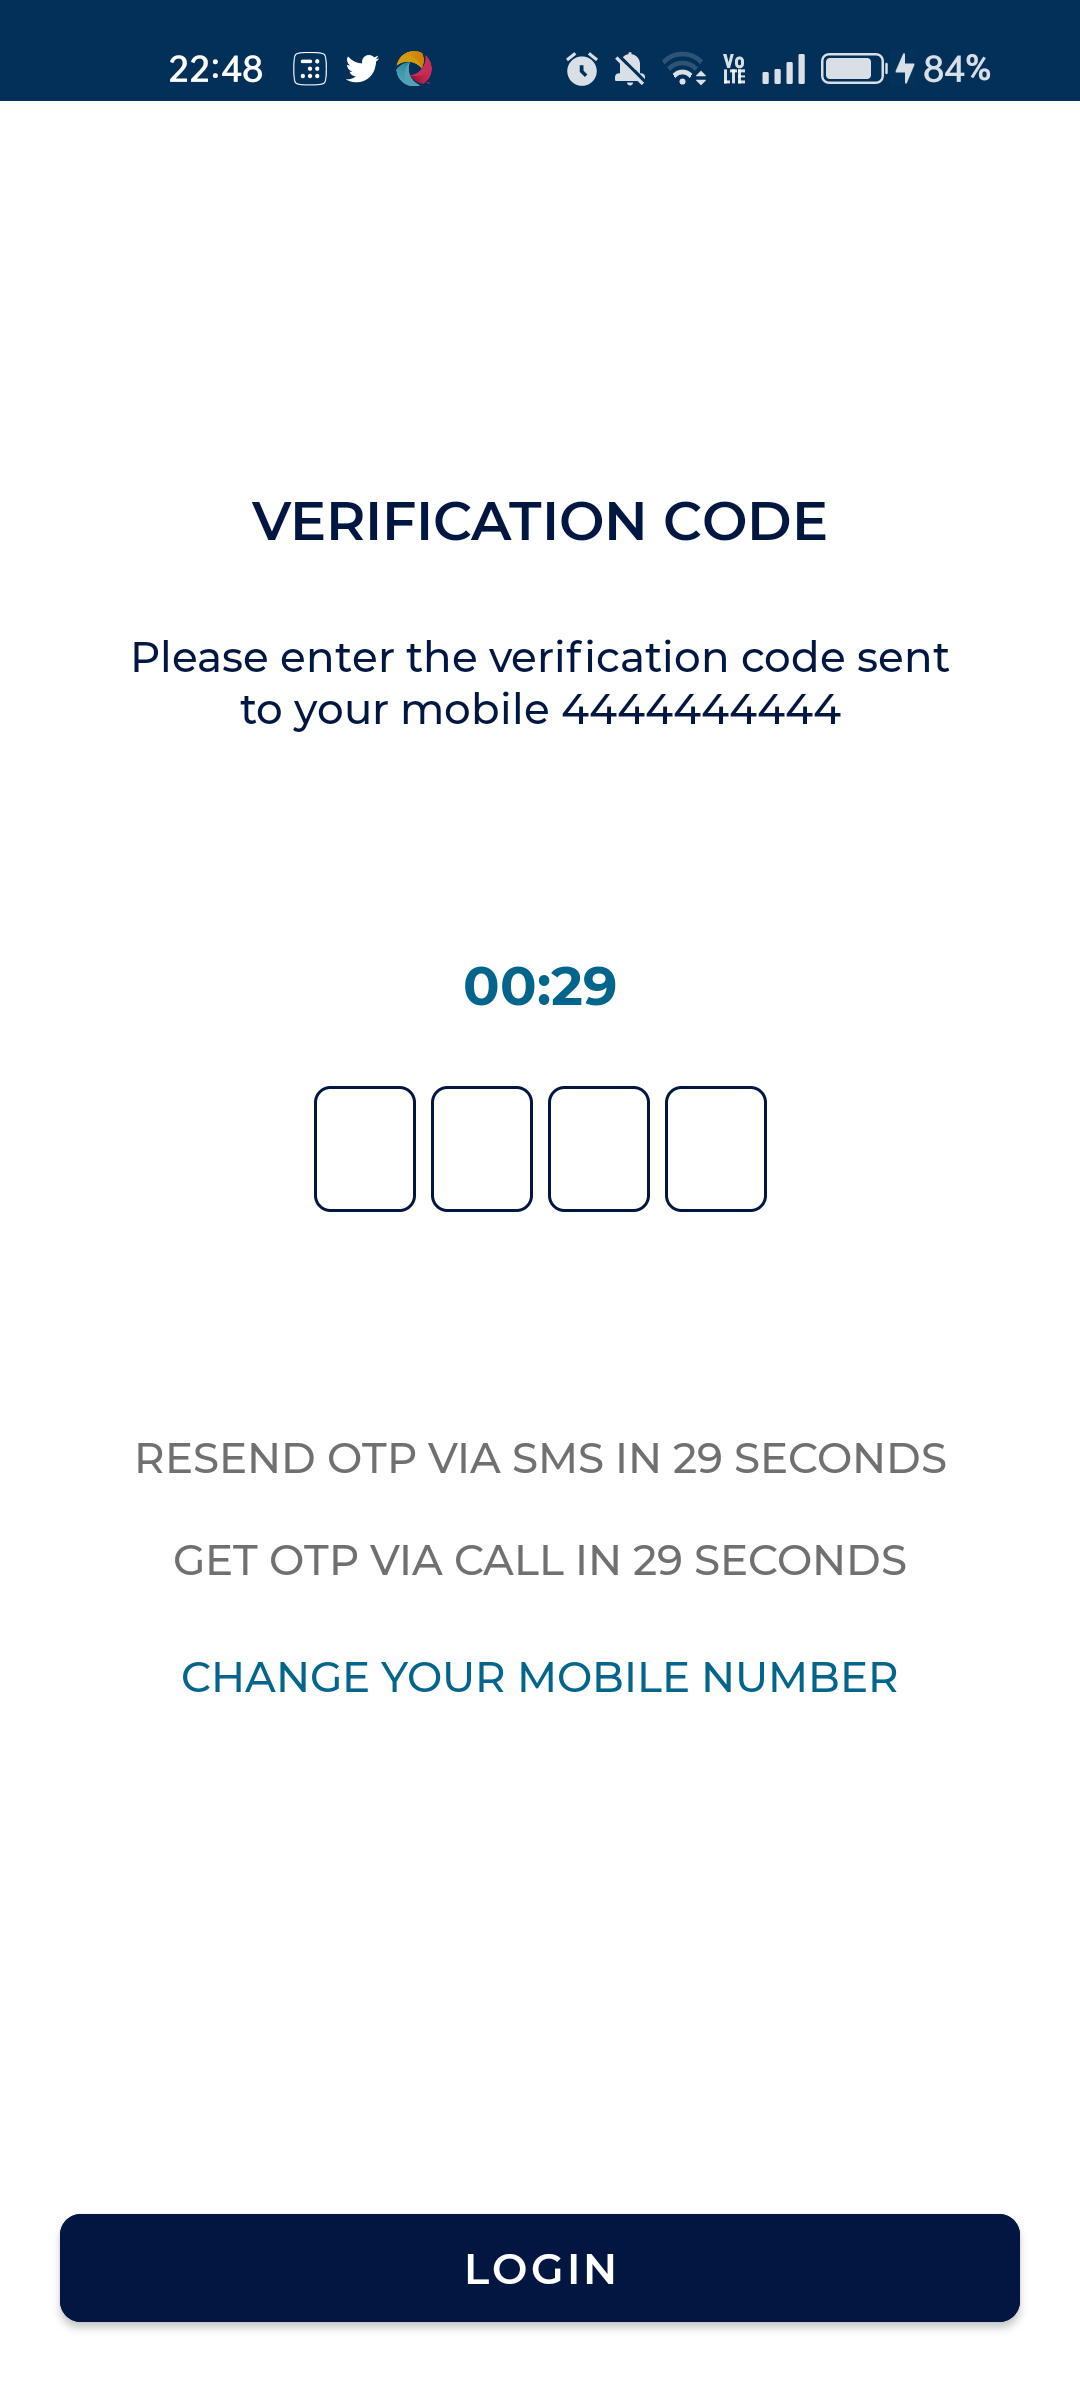 22:48 Vo LTE 84%
VERIFICATION CODE
Please enter the verification code sent
to your mobile 4444444444
00:29
RESEND OTP VIA SMS IN 29 SECONDS
GET OTP VIA CALL IN 29 SECONDS
CHANGE YOUR MOBILE NUMBER
LOGIN